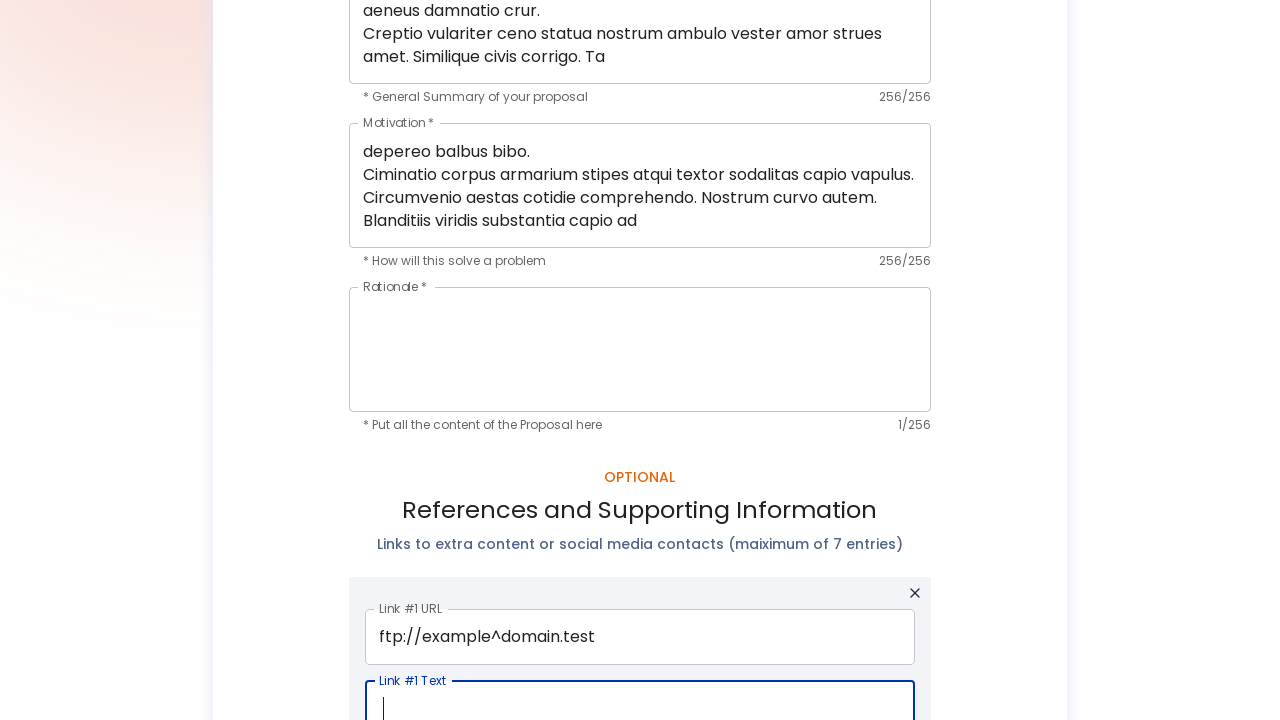 aeneus damnatio crur.
Creptio vulariter ceno statua nostrum ambulo vester amor strues
amet. Similique civis corrigo. Ta
* General Summary of your proposal 256/256
Motivation *
depereo balbus bibo.
Ciminatio corpus armarium stipes atqui textor sodalitas capio vapulus.
Circumvenio aestas cotidie comprehendo. Nostrum curvo autem.
Blanditiis viridis substantia capio ad
* How will this solve a problem 256/256
Rationale *
* Put all the content of the Proposal here 1/256
OPTIONAL
References and Supporting Information
Links to extra content or social media contacts (maiximum of 7 entries)
Link #1 URL
ftp://example^domain.test
Link #1 Text